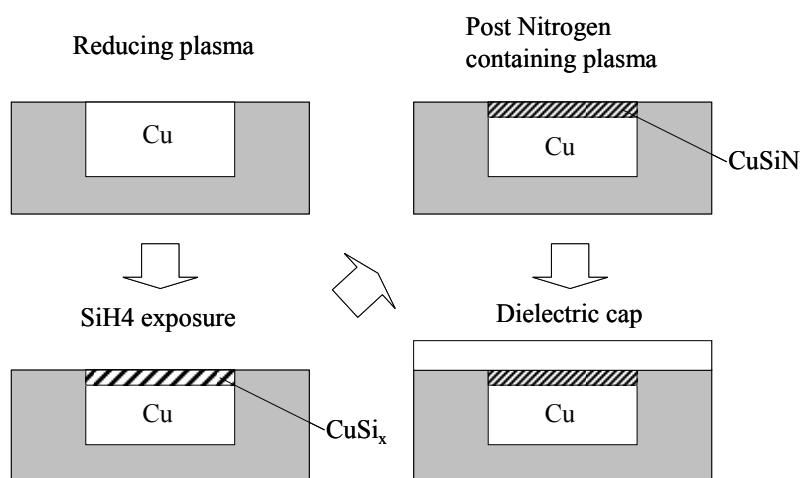 Reducing plasma
Cu
SiH4 exposure
Cu
CuSiₓ
Post Nitrogen
containing plasma
Cu
CuSiN
Dielectric cap
Cu